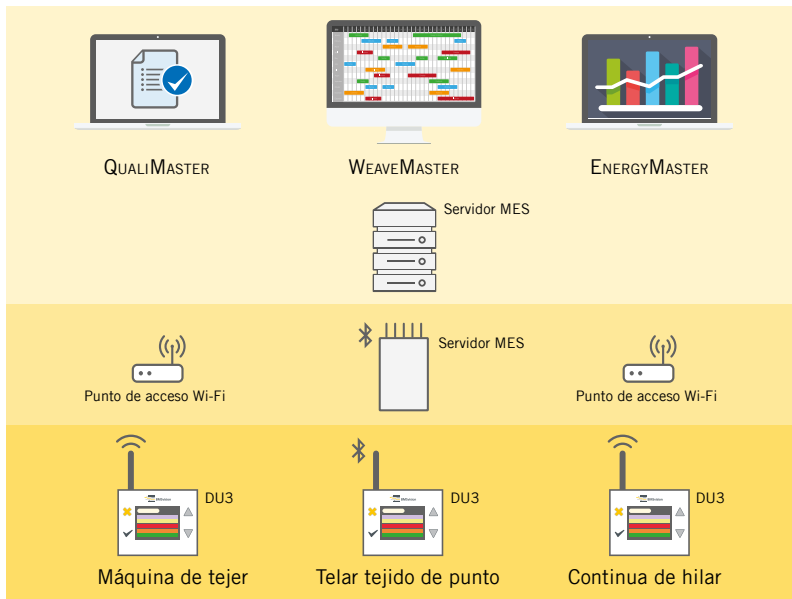 QUALIMASTER
WEAVEMASTER
ENERGYMASTER
Servidor MES
Servidor MES
Punto de acceso Wi-Fi
Punto de acceso Wi-Fi
DU3
DU3
DU3
Máquina de tejer
Telar tejido de punto
Continua de hilar